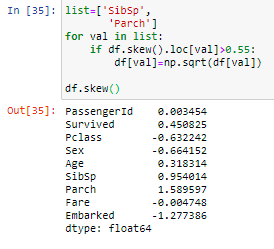 In [35]: list=['SibSp',
'Parch']
for val in list:
if df.skew().loc[val]>0.55:
df[val]=np.sqrt(df[val])
df.skew()
Out[35]: PassengerId 0.003454
Survived 0.450825
Pclass -0.632242
Sex -0.664152
Age 0.318314
SibSp 0.954014
Parch 1.589597
Fare -0.004748
Embarked -1.277386
dtype: float64